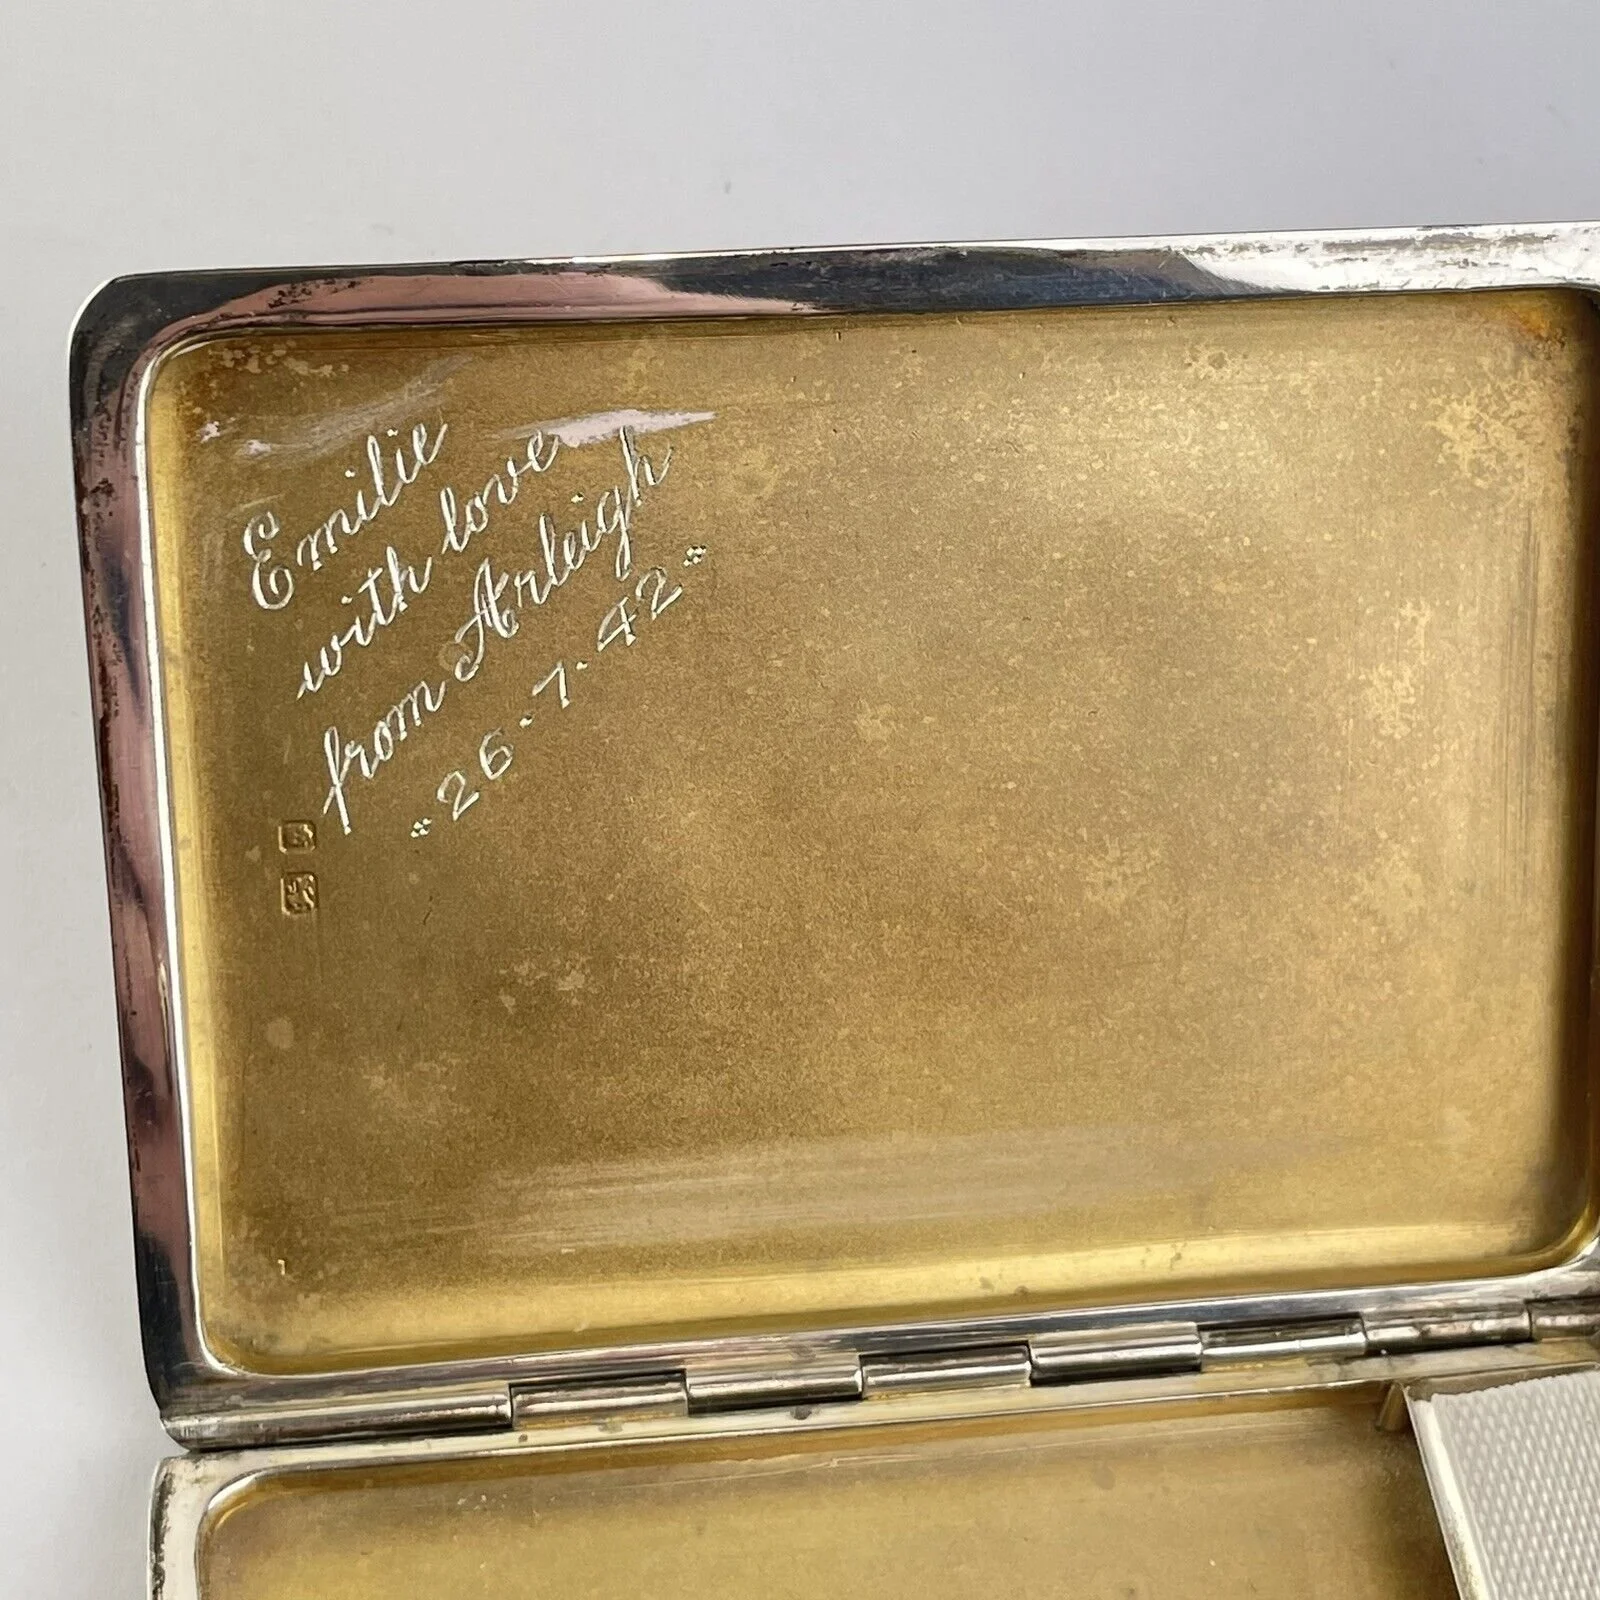 Emilie
with love
from Arleigh
26.7.42